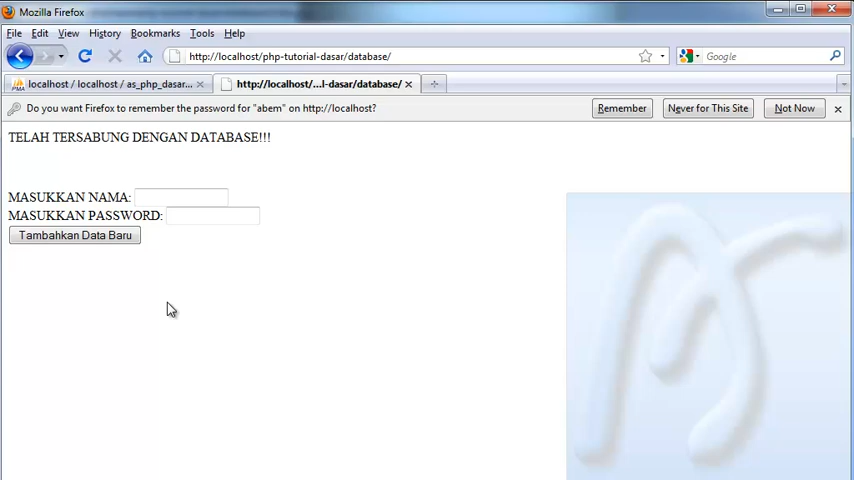 Mozilla Firefox
File Edit View History Bookmarks Tools Help
http://localhost/php-tutorial-dasar/database/
Google
PMA localhost / localhost / as_php_dasar...
http://localhost/...l-dasar/database/
Do you want Firefox to remember the password for "abem" on http://localhost?
Remember
Never for This Site
Not Now
TELAH TERSABUNG DENGAN DATABASE!!!
MASUKKAN NAMA:
MASUKKAN PASSWORD:
Tambahkan Data Baru